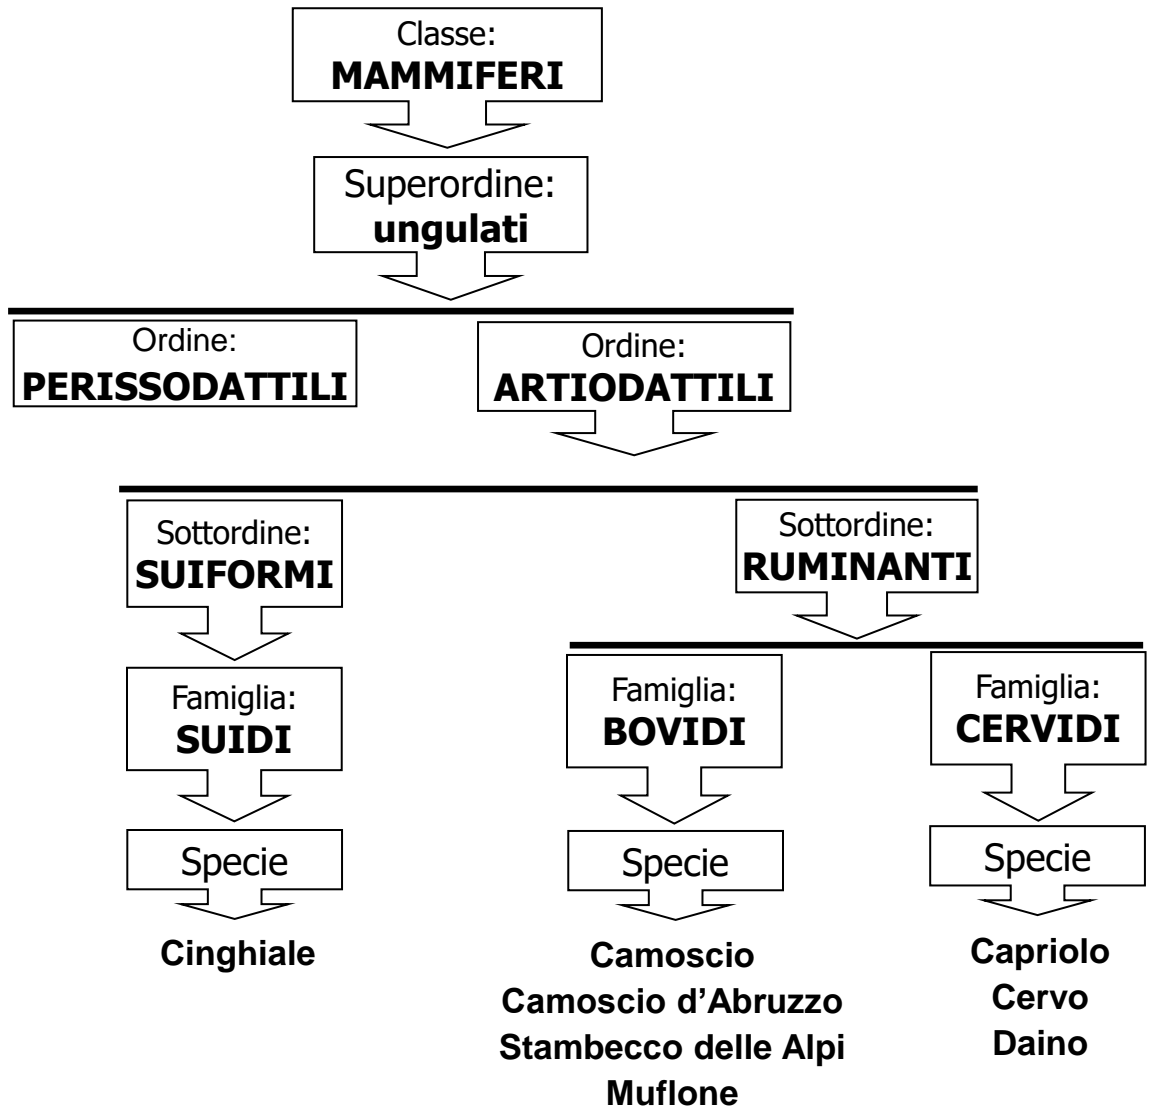 Classe:
MAMMIFERI
Superordine:
ungulati
Ordine:
PERISSODATTILI
Ordine:
ARTIODATTILI
Sottordine:
SUIFORMI
Sottordine:
RUMINANTI
Famiglia:
SUIDI
Famiglia:
BOVIDI
Famiglia:
CERVIDI
Specie
Specie
Specie
Cinghiale
Camoscio
Camoscio d’Abruzzo
Stambecco delle Alpi
Muflone
Capriolo
Cervo
Daino